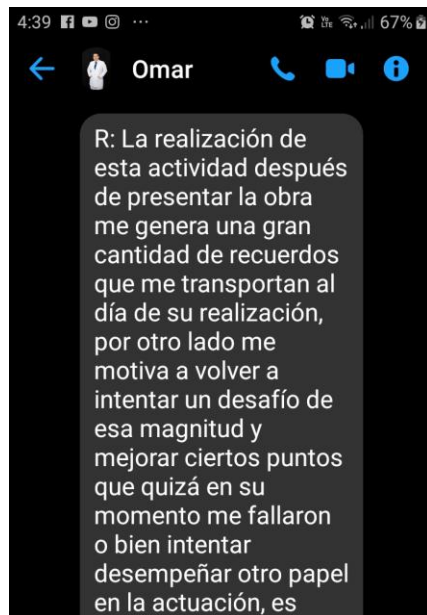 4:39 ... 67%
Omar
R: La realización de
esta actividad después
de presentar la obra
me genera una gran
cantidad de recuerdos
que me transportan al
día de su realización,
por otro lado me
motiva a volver a
intentar un desafío de
esa magnitud y
mejorar ciertos puntos
que quizá en su
momento me fallaron
o bien intentar
desempeñar otro papel
en la actuación, es